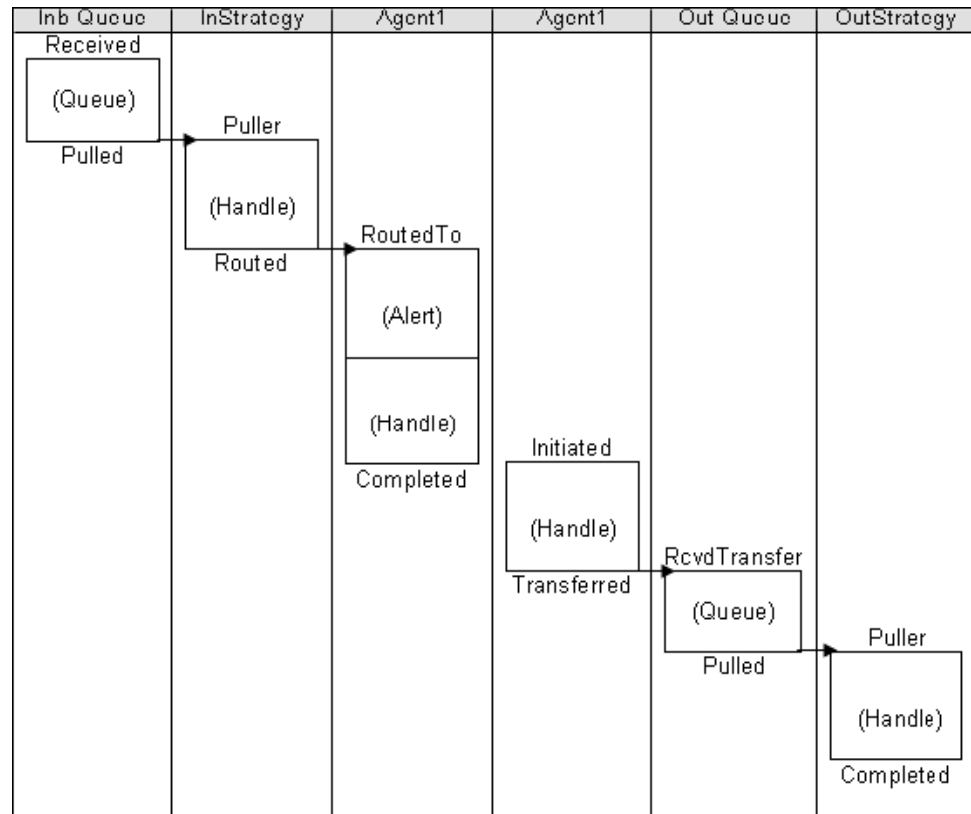 Inb Queue
InStrategy
Agent1
Agent1
Out Queue
OutStrategy
Received
(Queue)
Pulled
Puller
(Handle)
Routed
RoutedTo
(Alert)
(Handle)
Completed
Initiated
(Handle)
Transferred
RcvdTransfer
(Queue)
Pulled
Puller
(Handle)
Completed